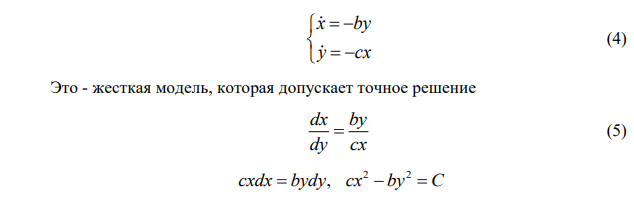 { ẋ = −by
{ ẏ = −cx
(4)
Это - жесткая модель, которая допускает точное решение
dx/dy = by/cx (5)
cxdx = bydy, cx² − by² = C